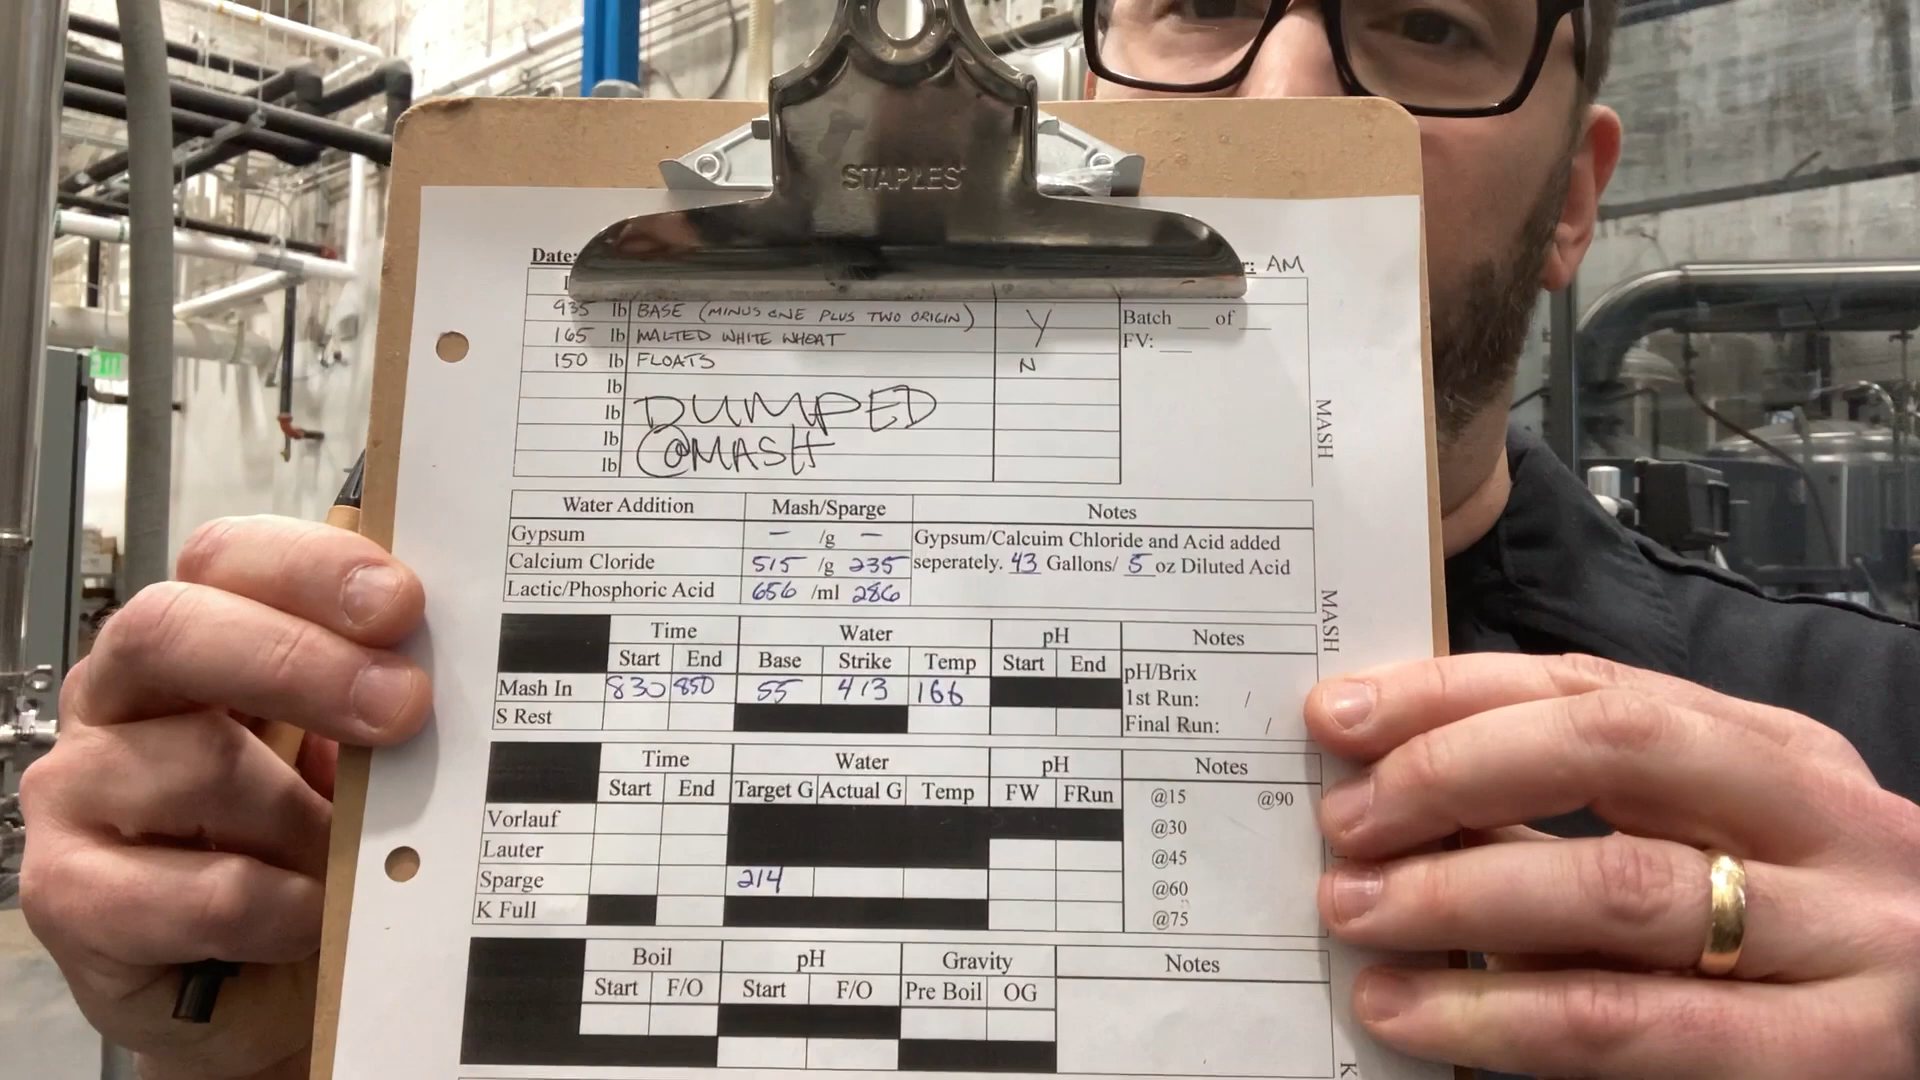 STAPLES
Date: r: AM
935 lb BASE (MINUS ONE PLUS TWO ORIGIN) Y Batch ___ of ___
165 lb MALTED WHITE WHEAT FV: ___
150 lb FLOATS N
lb
lb DUMPED
lb @MASH
lb
MASH
Water Addition Mash/Sparge Notes
Gypsum – /g – Gypsum/Calcuim Chloride and Acid added
Calcium Cloride 515 /g 235 seperately. 43 Gallons/ 5 oz Diluted Acid
Lactic/Phosphoric Acid 656 /ml 286
MASH
Time Water pH Notes
Start End Base Strike Temp Start End pH/Brix
Mash In 830 850 55 413 166 1st Run: /
S Rest Final Run: /
Time Water pH Notes
Start End Target G Actual G Temp FW FRun @15 @90
Vorlauf @30
Lauter @45
Sparge 214 @60
K Full @75
Boil pH Gravity Notes
Start F/O Start F/O Pre Boil OG
K